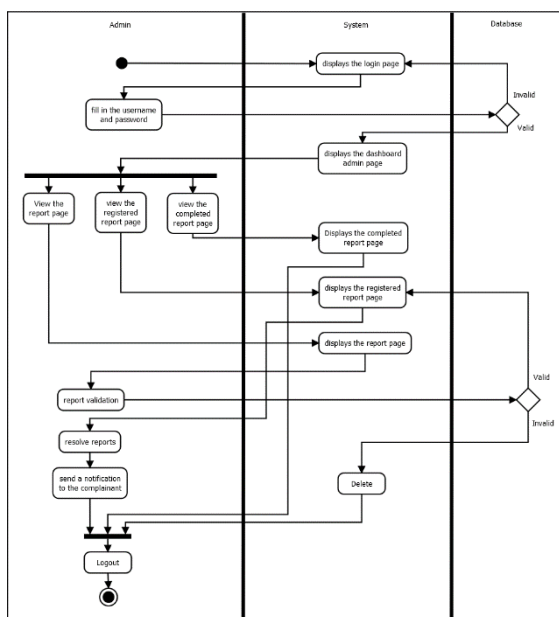 Admin
System
Database
displays the login page
Invalid
fill in the username
and password
Valid
displays the dashboard
admin page
View the
report page
view the
registered
report page
view the
completed
report page
Displays the completed
report page
displays the registered
report page
displays the report page
Valid
report validation
Invalid
resolve reports
send a notification
to the complainant
Delete
Logout